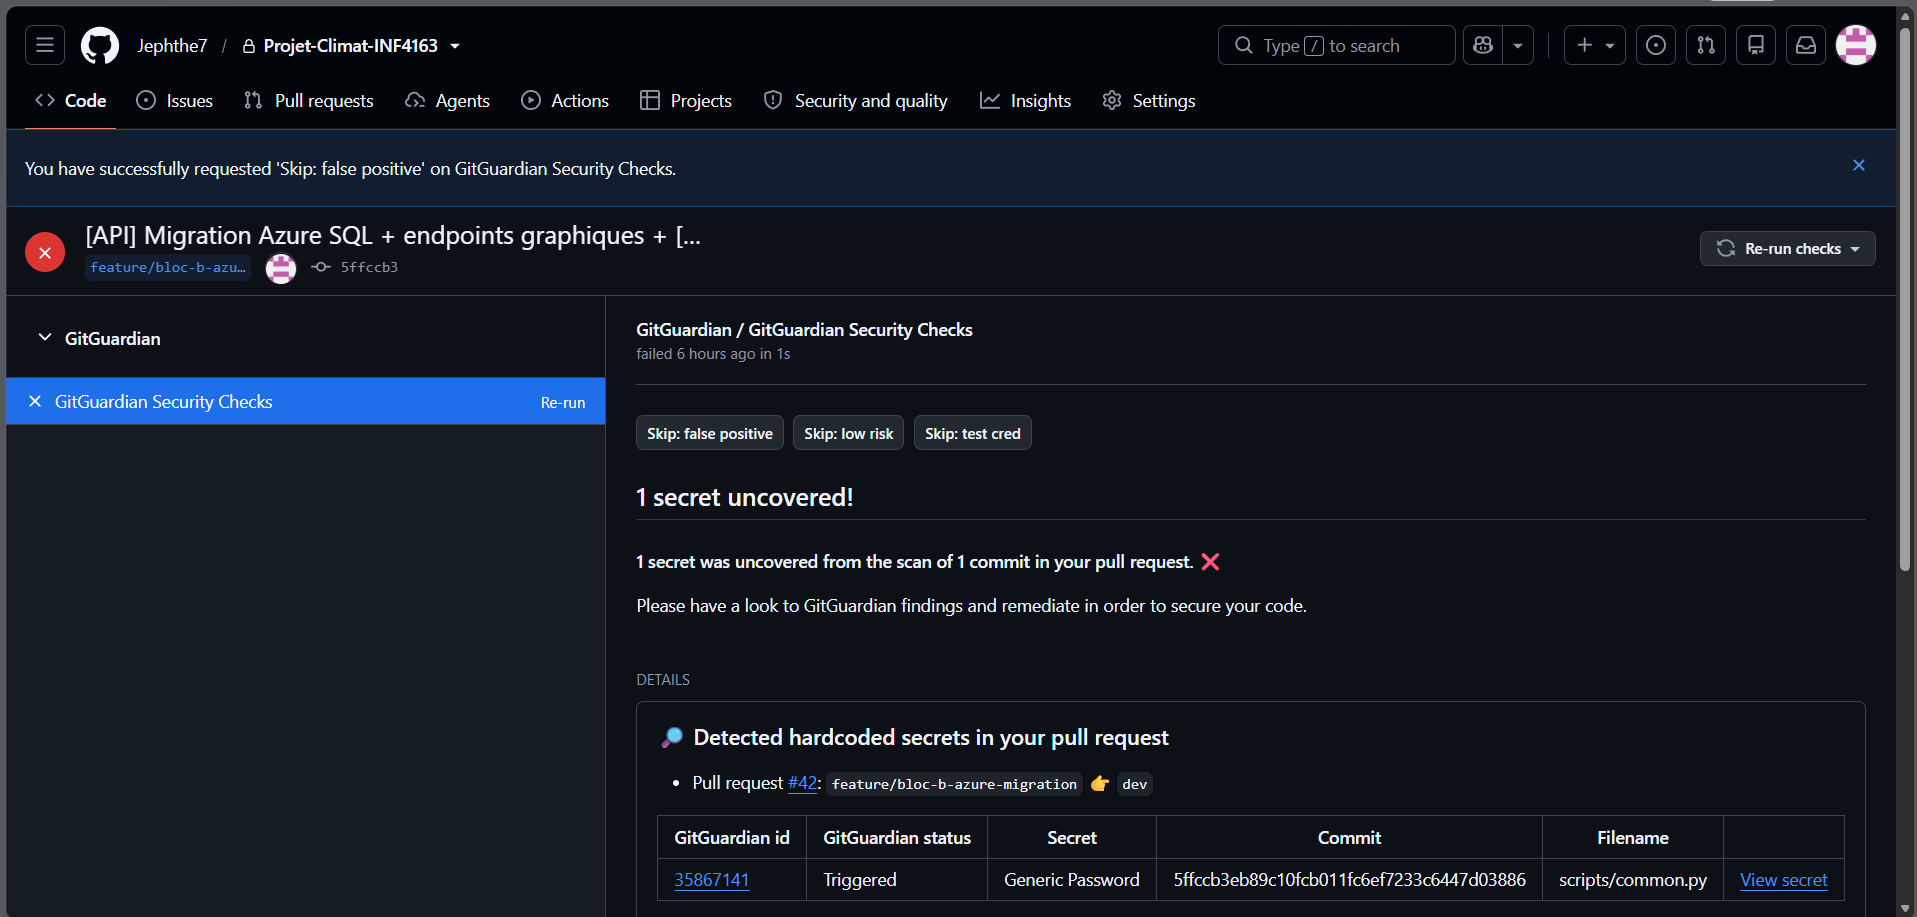 Jephthe7 / Projet-Climat-INF4163
Type / to search
Code Issues Pull requests Agents Actions Projects Security and quality Insights Settings
You have successfully requested 'Skip: false positive' on GitGuardian Security Checks.
[API] Migration Azure SQL + endpoints graphiques + [...
feature/bloc-b-azu... 5ffccb3
Re-run checks
GitGuardian
GitGuardian Security Checks Re-run
GitGuardian / GitGuardian Security Checks
failed 6 hours ago in 1s
Skip: false positive Skip: low risk Skip: test cred
1 secret uncovered!
1 secret was uncovered from the scan of 1 commit in your pull request. ❌
Please have a look to GitGuardian findings and remediate in order to secure your code.
DETAILS
🔎 Detected hardcoded secrets in your pull request
• Pull request #42: feature/bloc-b-azure-migration 👉 dev
GitGuardian id GitGuardian status Secret Commit Filename
35867141 Triggered Generic Password 5ffccb3eb89c10fcb011fc6ef7233c6447d03886 scripts/common.py View secret